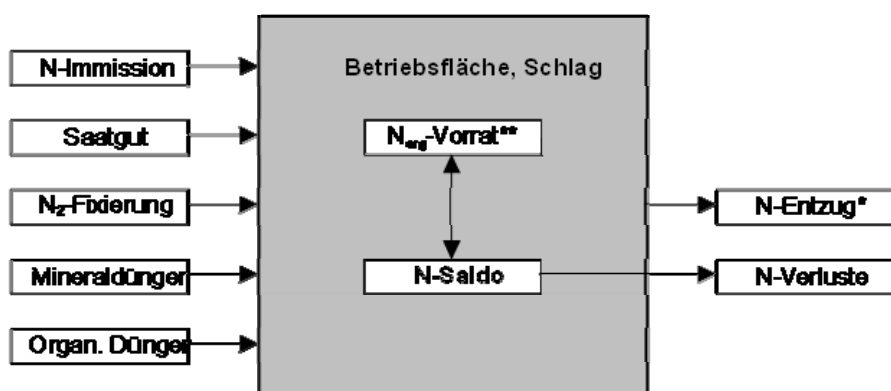 Betriebsfläche, Schlag
N-Immission
Saatgut
Norg-Vorrat**
N2-Fixierung
N-Entzug*
Mineraldünger
N-Saldo
N-Verluste
Organ. Dünger